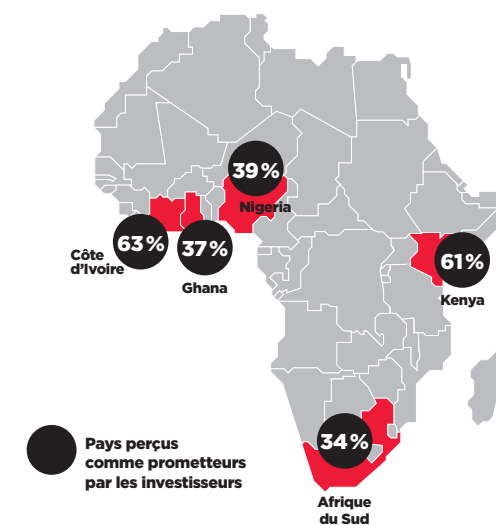 39%
Nigeria
63%
37%
Côte
d'Ivoire
Ghana
61%
Kenya
34%
Afrique
du Sud
Pays perçus
comme prometteurs
par les investisseurs